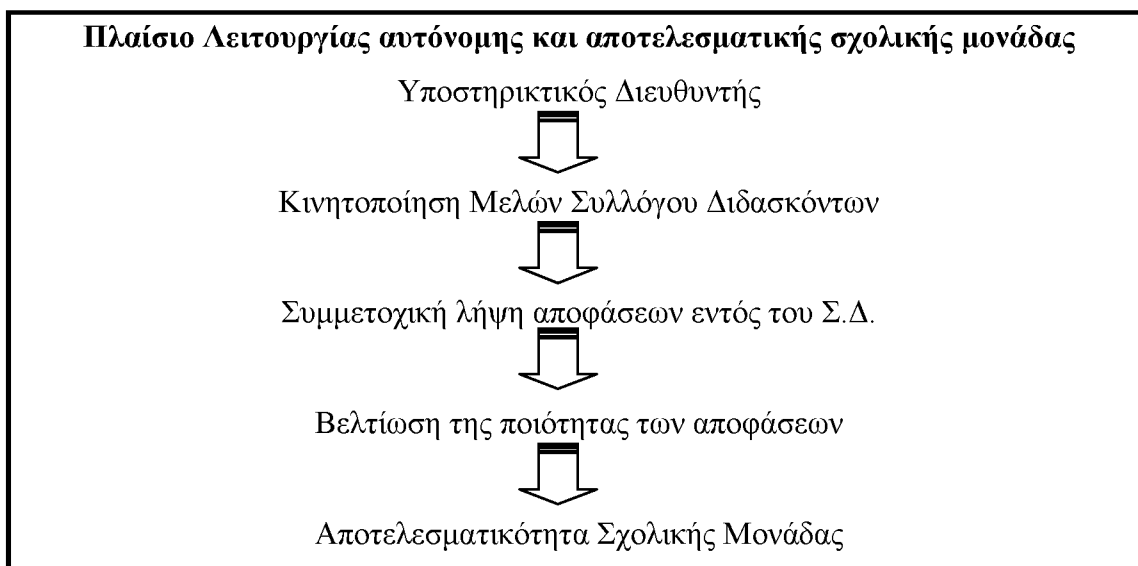 Πλαίσιο Λειτουργίας αυτόνομης και αποτελεσματικής σχολικής μονάδας
Υποστηρικτικός Διευθυντής
Κινητοποίηση Μελών Συλλόγου Διδασκόντων
Συμμετοχική λήψη αποφάσεων εντός του Σ.Δ.
Βελτίωση της ποιότητας των αποφάσεων
Αποτελεσματικότητα Σχολικής Μονάδας